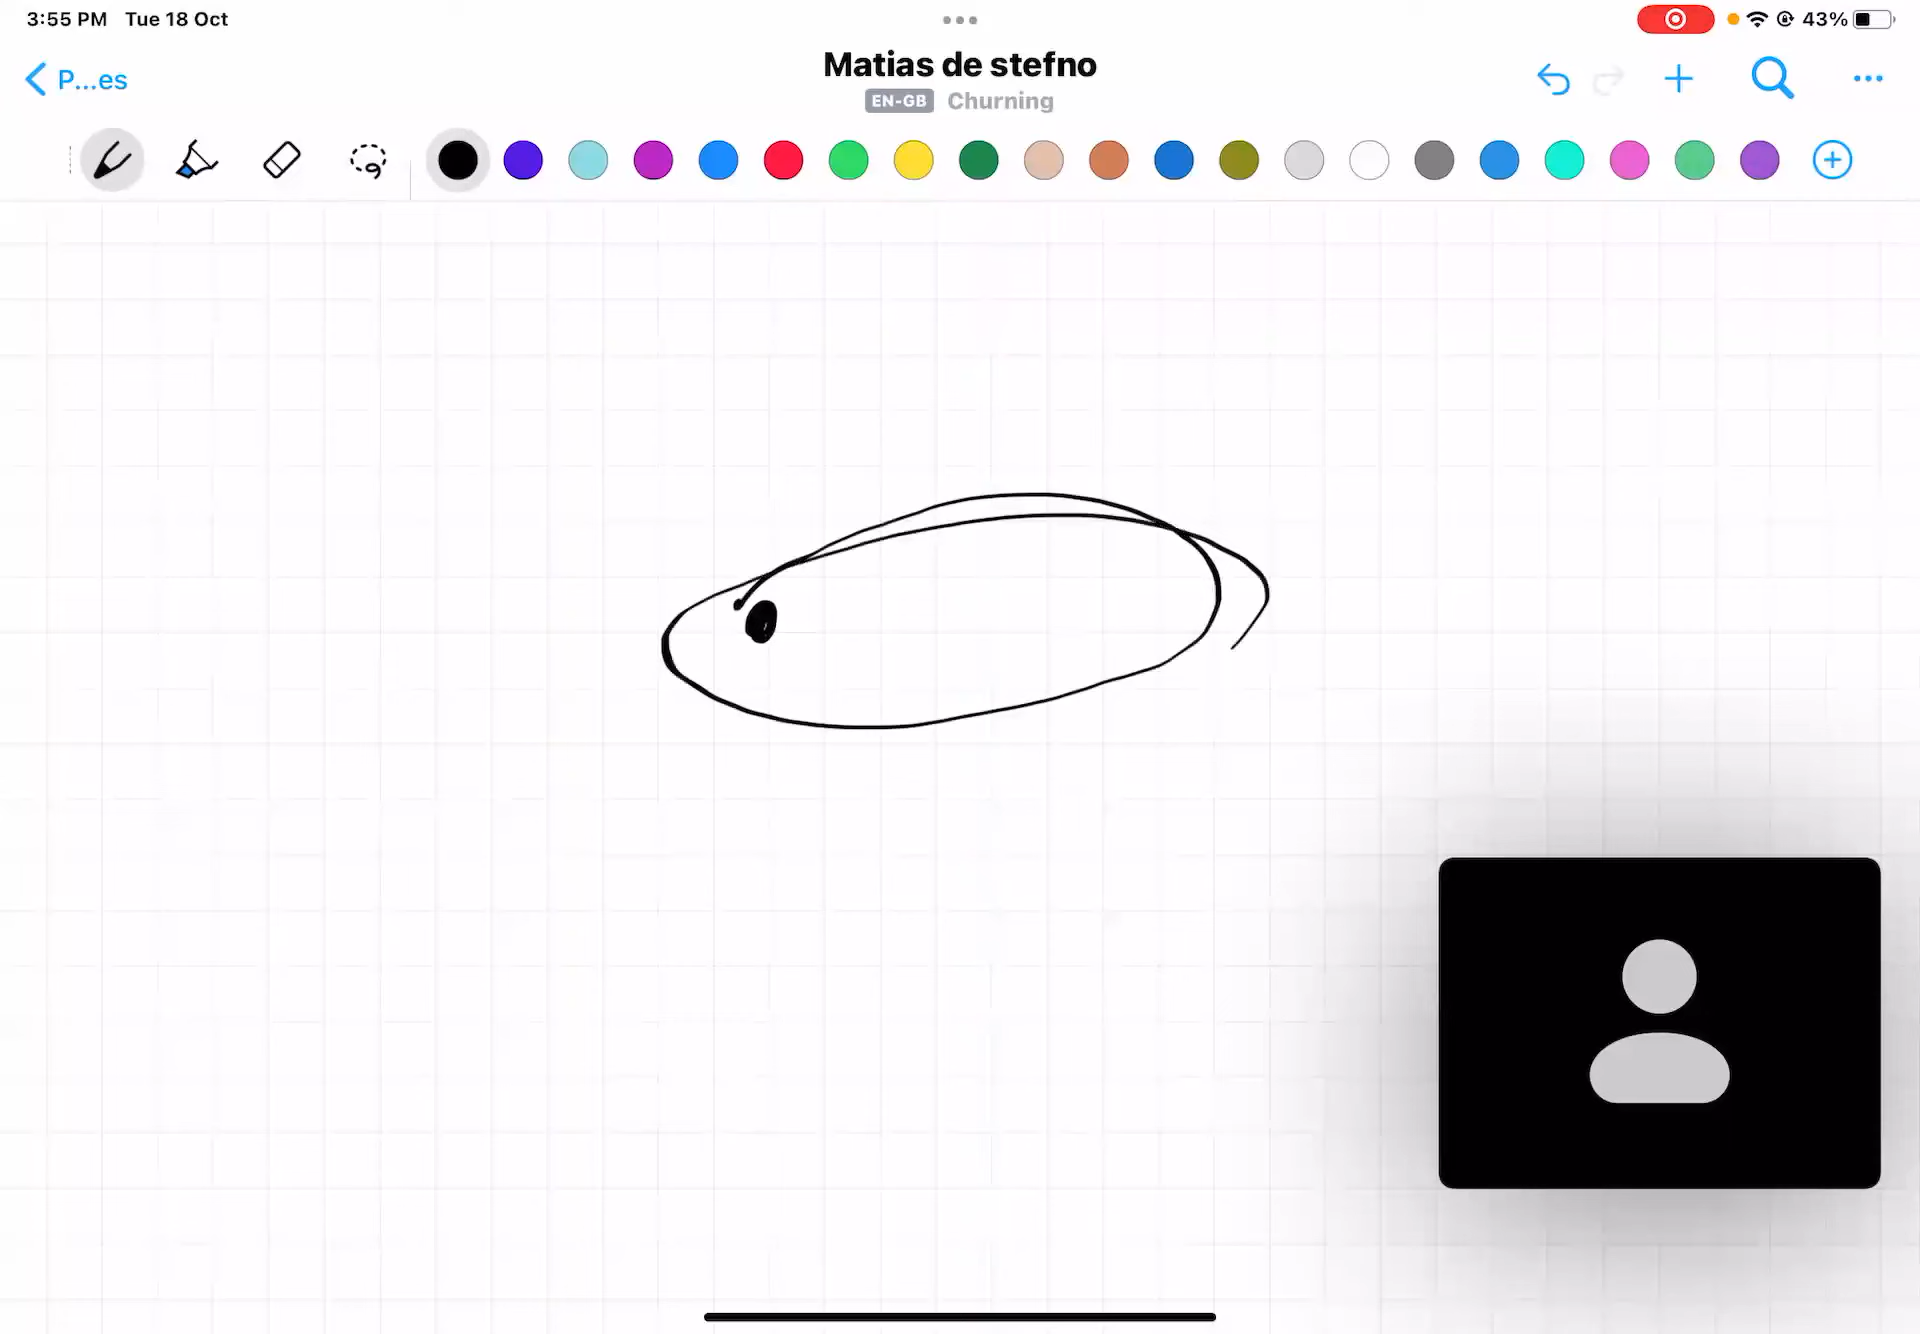 3:55 PM Tue 18 Oct
43%
P...es
Matias de stefno
EN-GB Churning